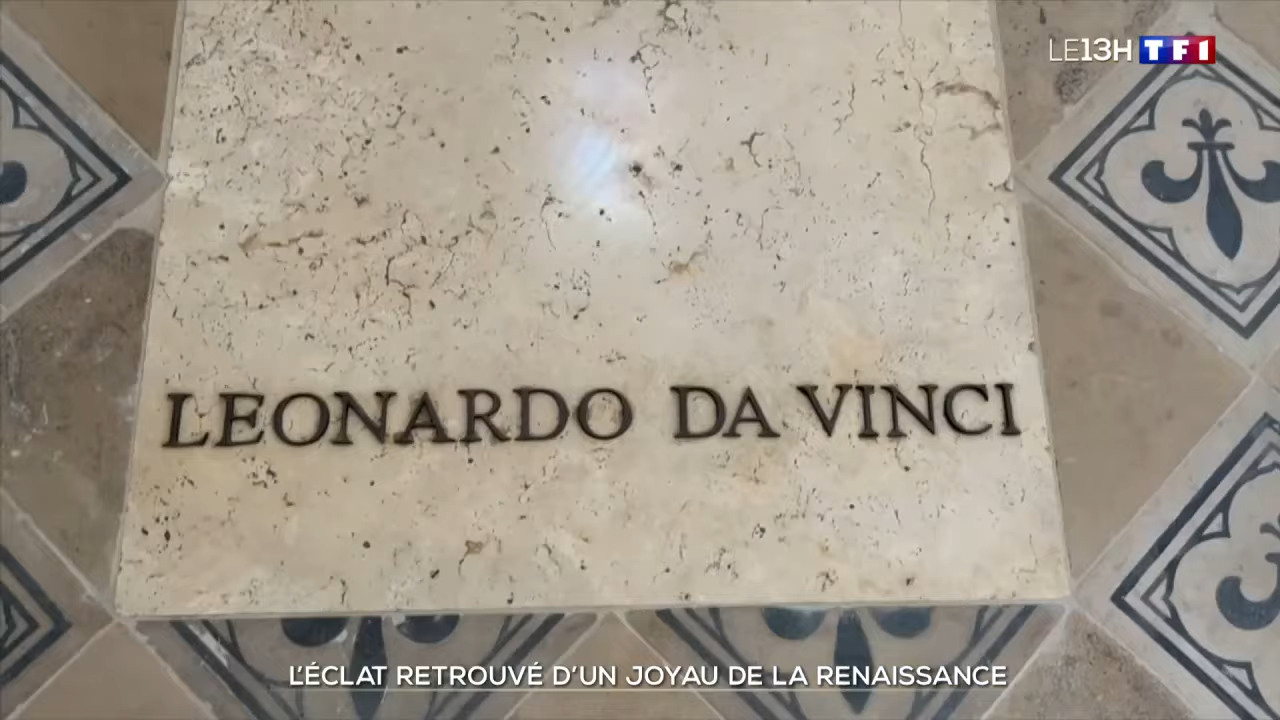 LE13H TF1
LEONARDO DA VINCI
L'ÉCLAT RETROUVÉ D'UN JOYAU DE LA RENAISSANCE